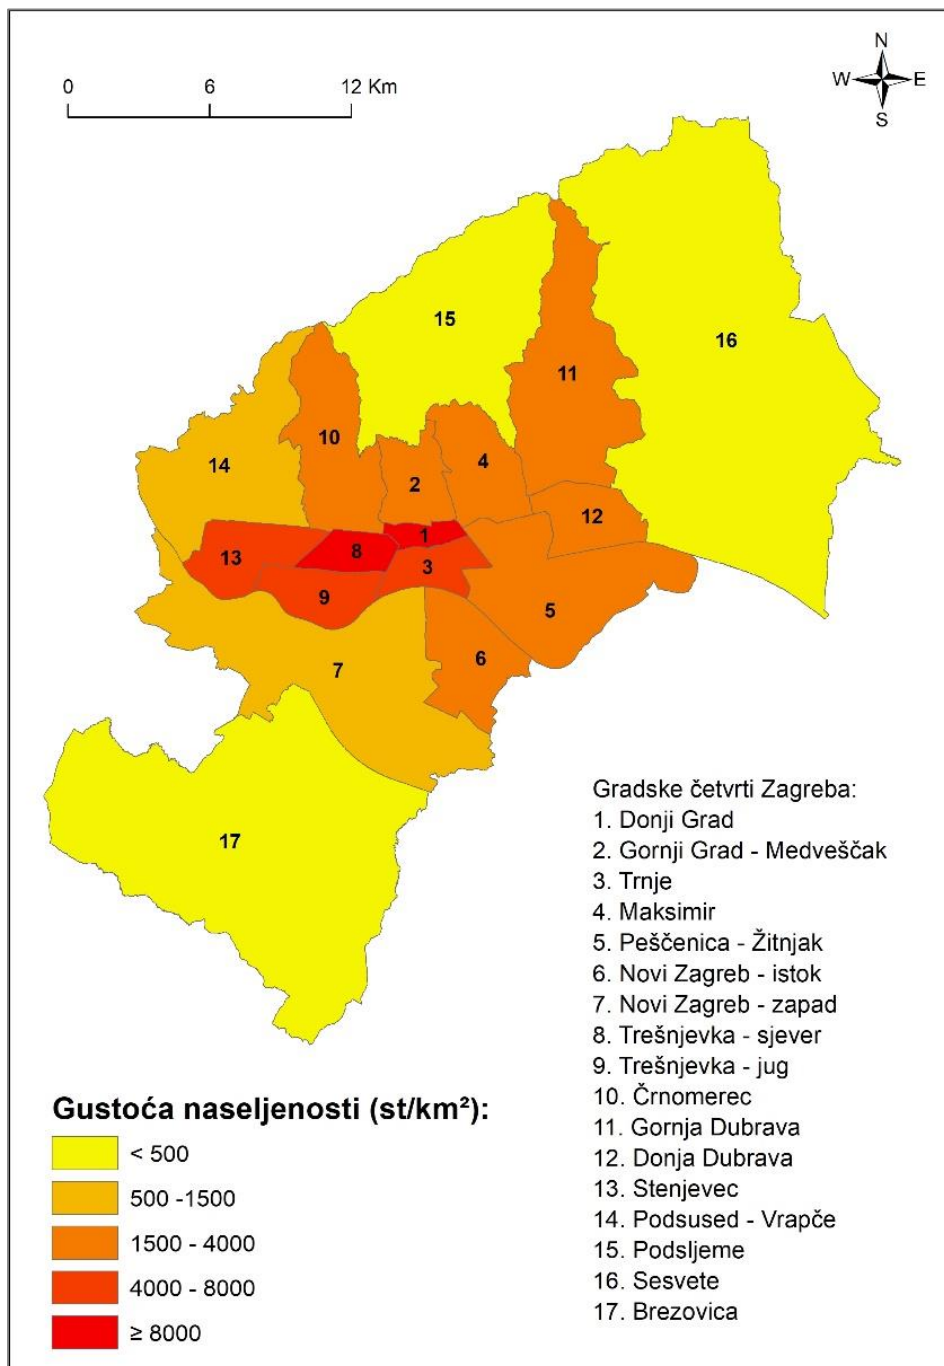 N
W E
S
0 6 12 Km
16
15
11
10
4
14
2
12
1
8
13
3
9
5
6
7
17
Gradske četvrti Zagreba:
1. Donji Grad
2. Gornji Grad - Medveščak
3. Trnje
4. Maksimir
5. Peščenica - Žitnjak
6. Novi Zagreb - istok
7. Novi Zagreb - zapad
8. Trešnjevka - sjever
9. Trešnjevka - jug
10. Črnomerec
11. Gornja Dubrava
12. Donja Dubrava
13. Stenjevec
14. Podsused - Vrapče
15. Podsljeme
16. Sesvete
17. Brezovica
Gustoća naseljenosti (st/km²):
< 500
500 -1500
1500 - 4000
4000 - 8000
≥ 8000